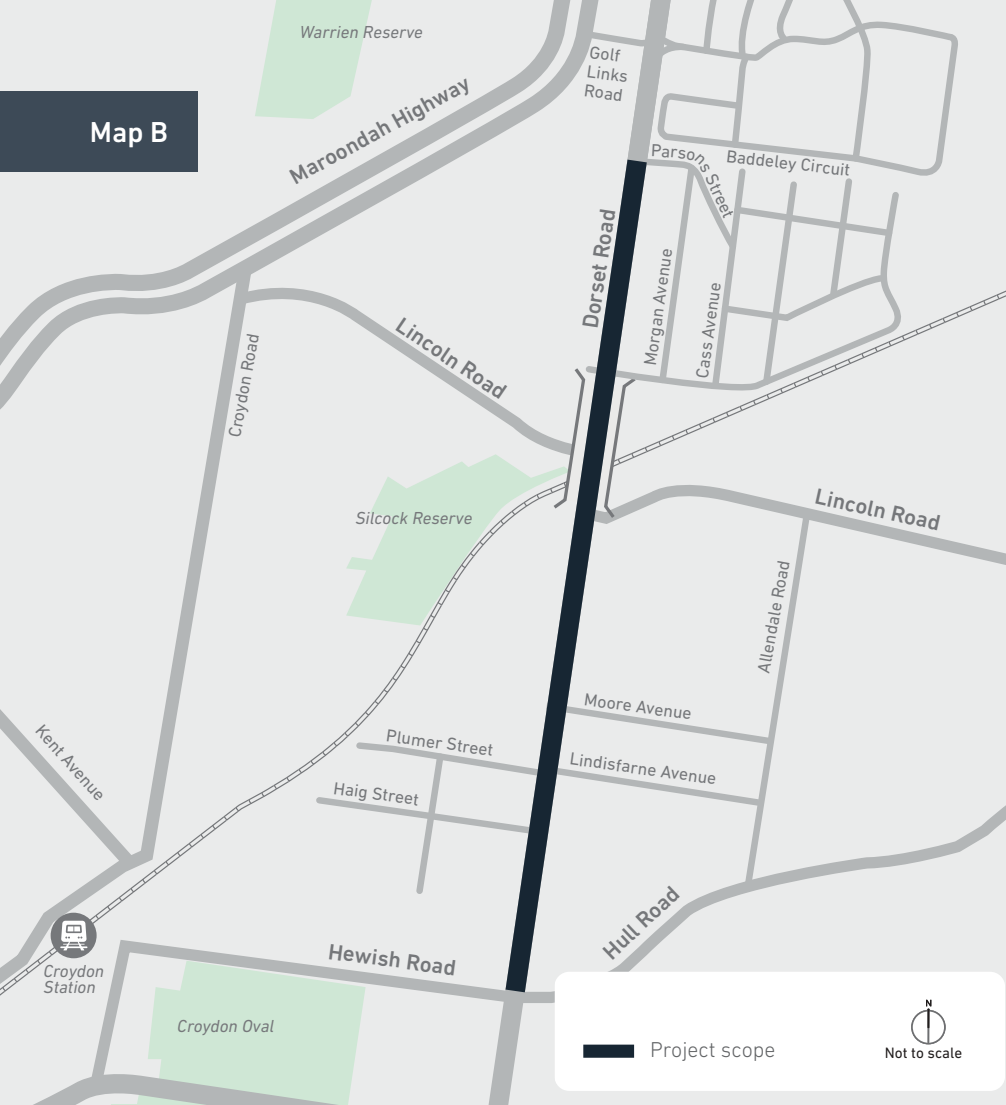 Warrien Reserve
Golf
Links
Road
Maroondah Highway
Map B
Parsons Street
Baddeley Circuit
Dorset Road
Morgan Avenue
Cass Avenue
Lincoln Road
Croydon Road
Silcock Reserve
Lincoln Road
Allendale Road
Moore Avenue
Kent Avenue
Plumer Street
Lindisfarne Avenue
Haig Street
Hull Road
Hewish Road
Croydon
Station
Croydon Oval
N
Project scope
Not to scale